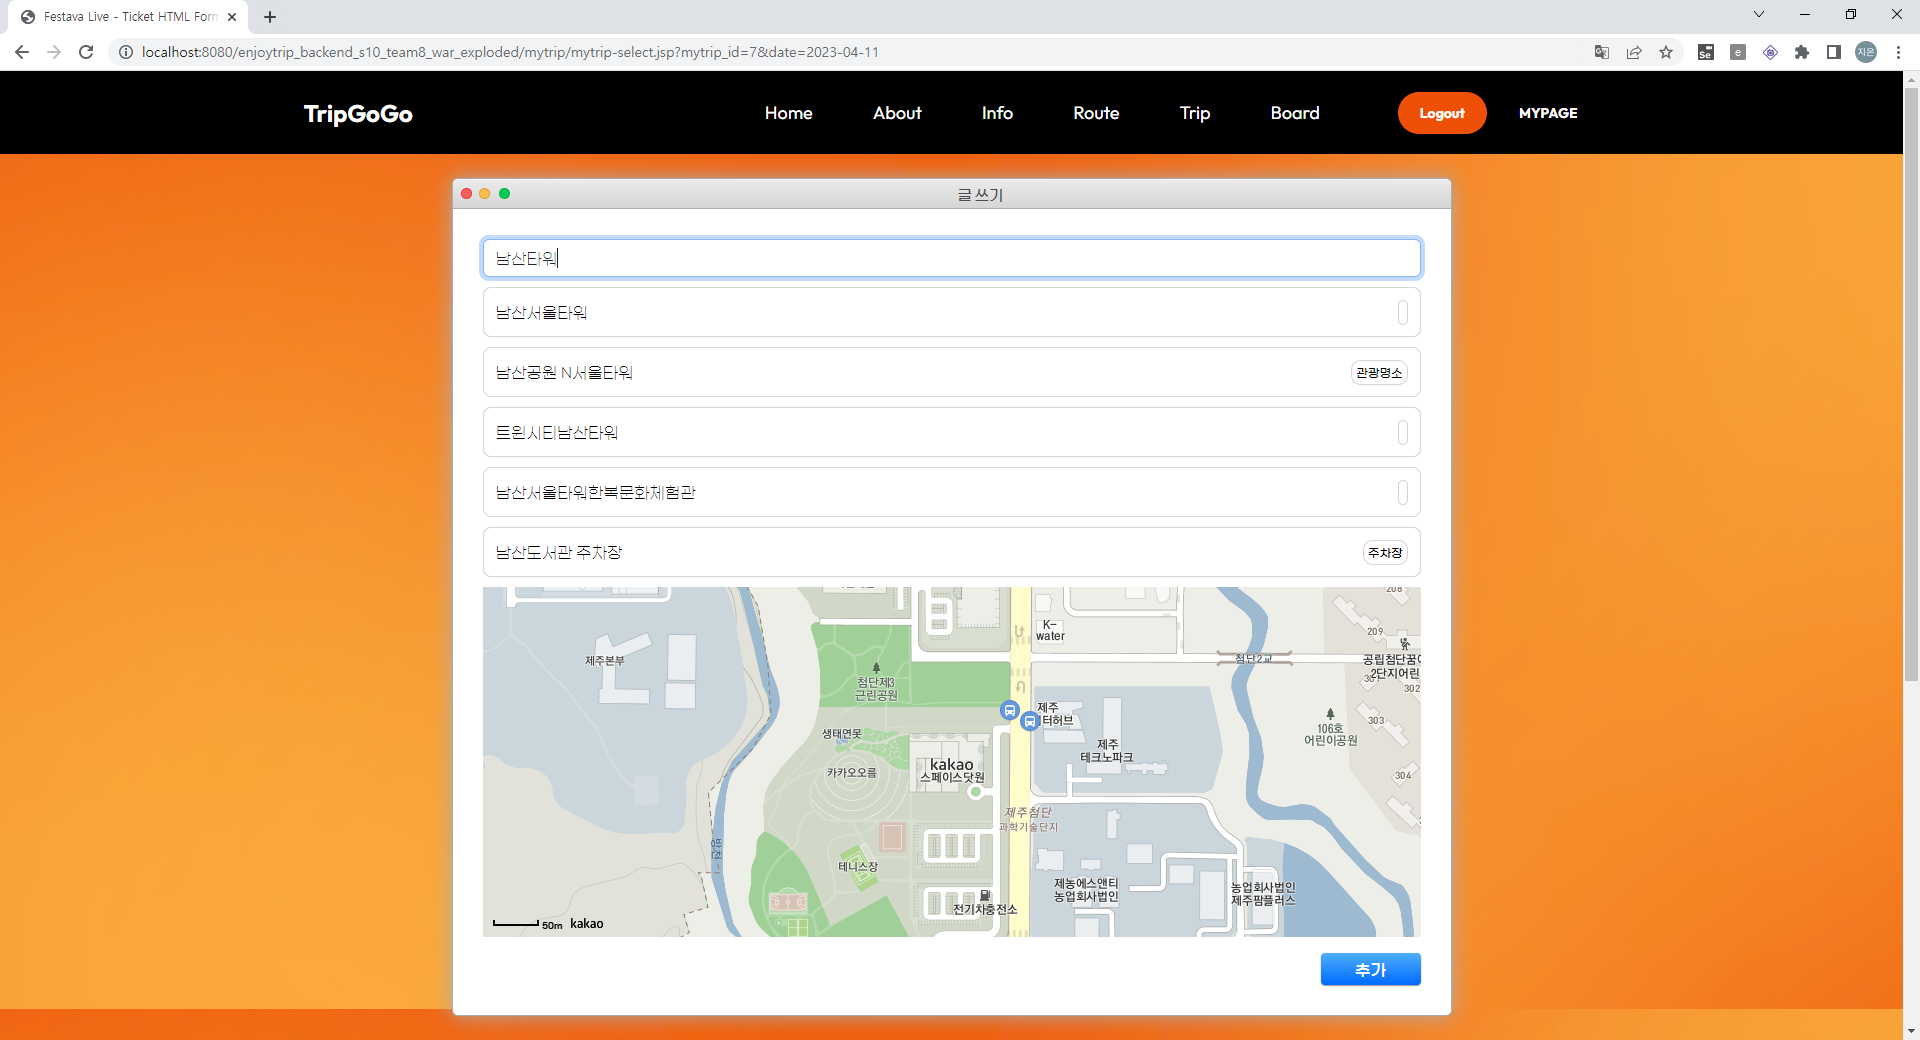 Festava Live - Ticket HTML Form
localhost:8080/enjoytrip_backend_s10_team8_war_exploded/mytrip/mytrip-select.jsp?mytrip_id=7&date=2023-04-11
Se
e
지은
TripGoGo
Home
About
Info
Route
Trip
Board
Logout
MYPAGE
글쓰기
남산타워
남산서울타워
남산공원 N서울타워
관광명소
트윈시티남산타워
남산서울타워한복문화체험관
남산도서관 주차장
주차장
208
K-
water
209
제주본부
첨단2교
공립첨단꿈
2단지어린
302
첨단제3
근린공원
제주
터허브
303
106호
어린이공원
생태연못
제주
테크노파크
kakao
스페이스닷원
카카오오름
304
제주첨단
과학기술단지
테니스장
제농에스앤티
농업회사법인
농업회사법인
제주팜플러스
전기차충전소
50m kakao
추가